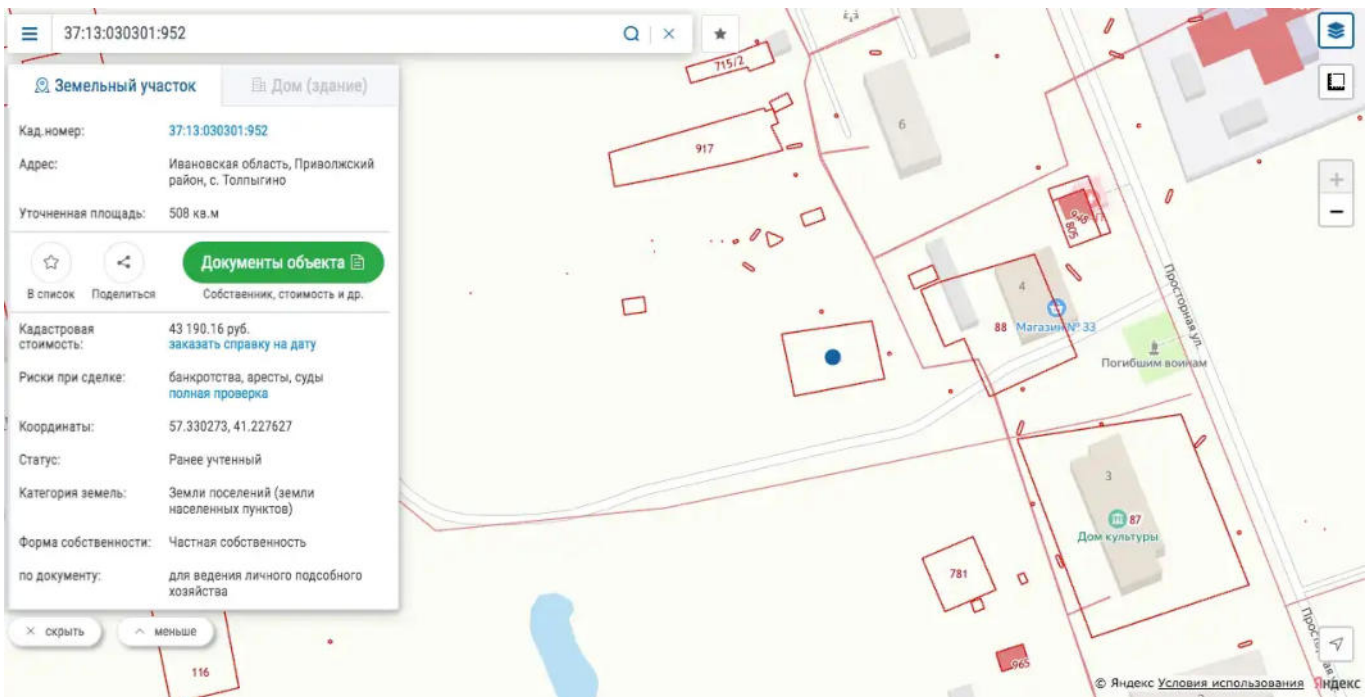 37:13:030301:952
Земельный участок
Дом (здание)
Кад.номер:
37:13:030301:952
Адрес:
Ивановская область, Приволжский
район, с. Толпыгино
Уточненная площадь:
508 кв.м
В список
Поделиться
Документы объекта
Собственник, стоимость и др.
Кадастровая
стоимость:
43 190.16 руб.
заказать справку на дату
Риски при сделке:
банкротства, аресты, суды
полная проверка
Координаты:
57.330273, 41.227627
Статус:
Ранее учтенный
Категория земель:
Земли поселений (земли
населенных пунктов)
Форма собственности:
Частная собственность
по документу:
для ведения личного подсобного
хозяйства
скрыть
меньше
116
715/2
917
6
805
4
88
Магазин № 33
Просторная ул.
Погибшим воинам
3
87
Дом культуры
781
965
© Яндекс Условия использования
Яндекс